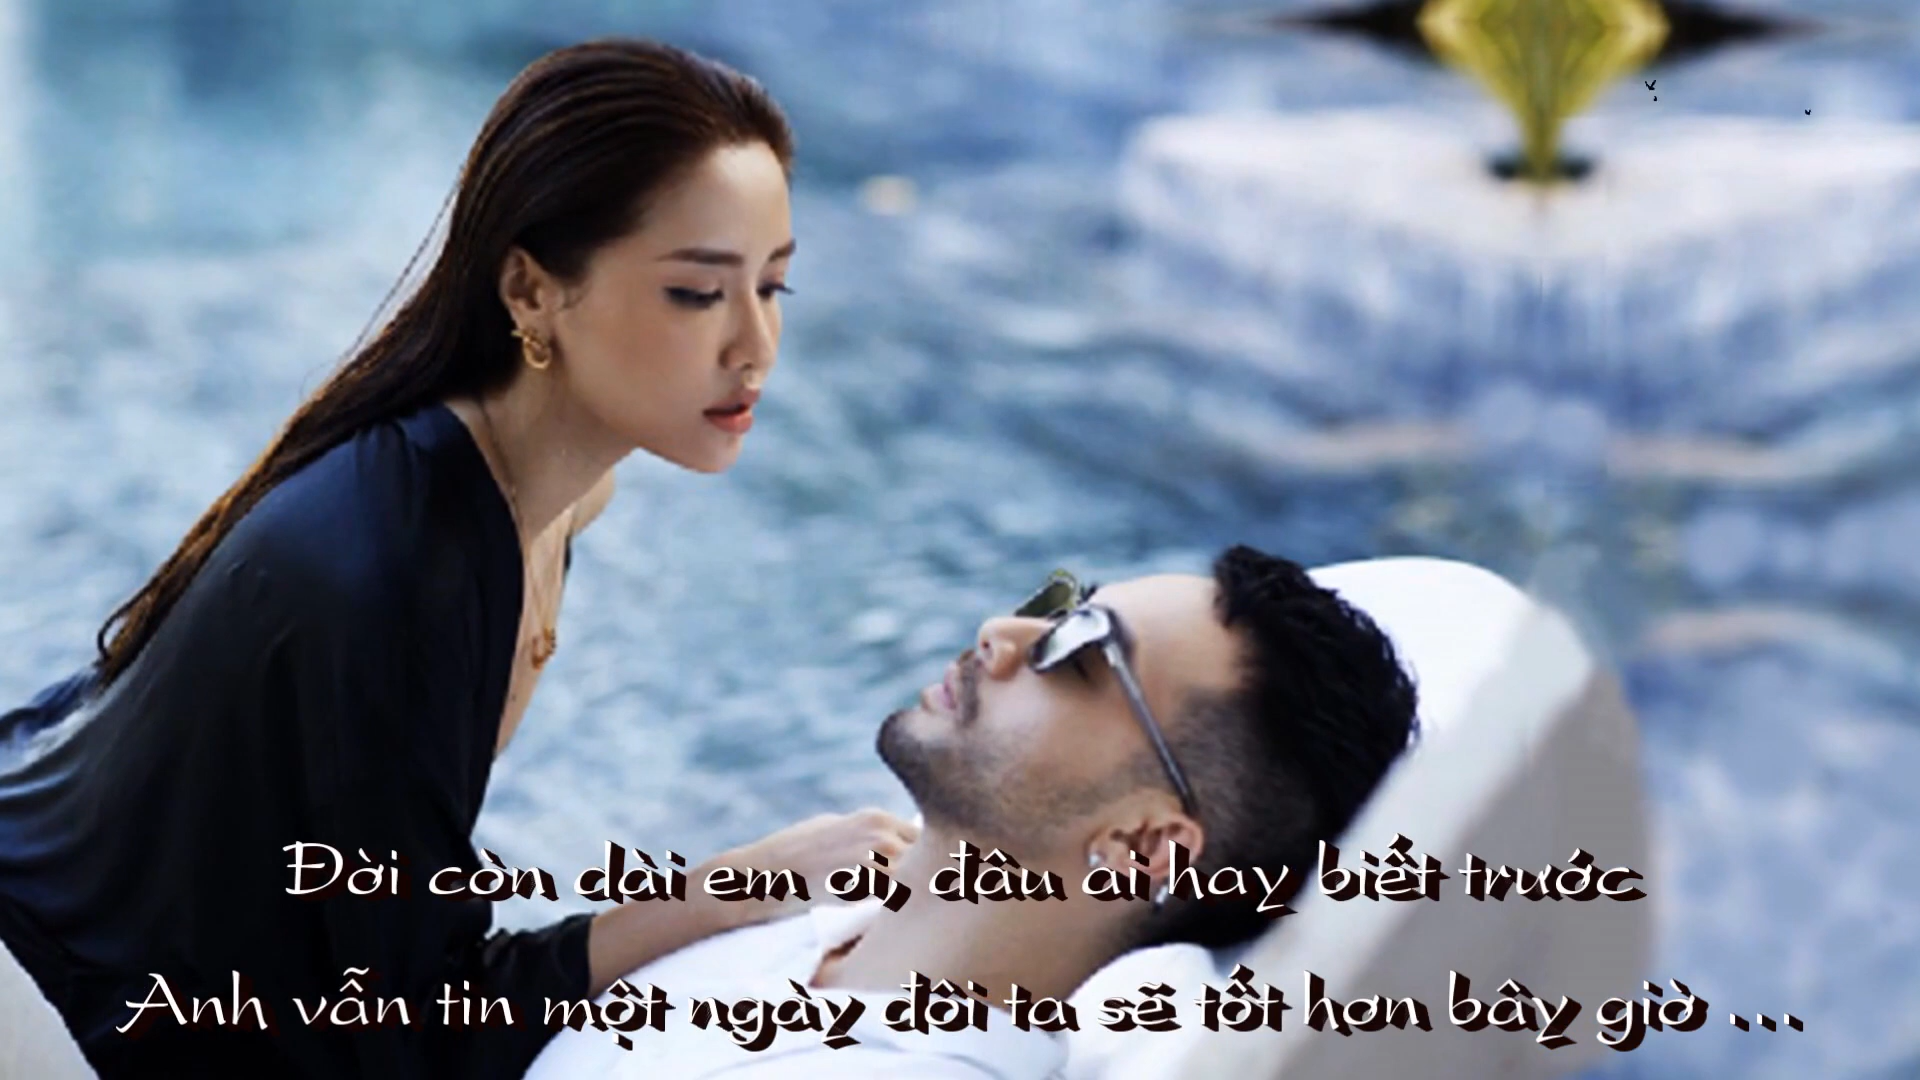 Đời còn dài em ơi, đâu ai hay biết trước
Anh vẫn tin một ngày đôi ta sẽ tốt hơn bây giờ ...